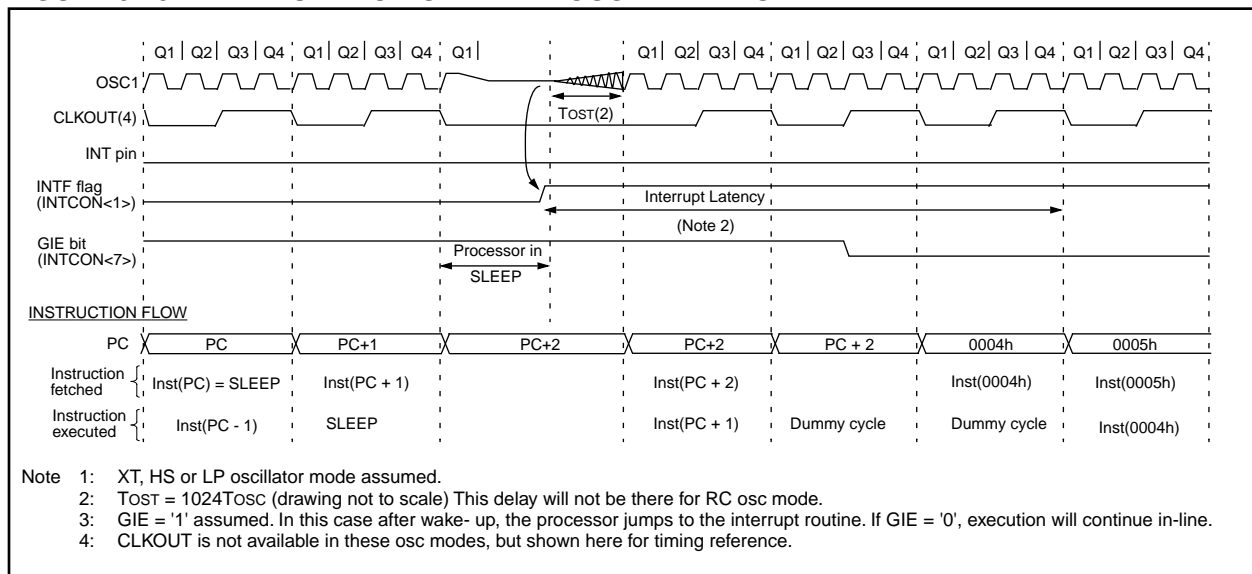 Q1 Q2 Q3 Q4 Q1 Q2 Q3 Q4 Q1 Q1 Q2 Q3 Q4 Q1 Q2 Q3 Q4 Q1 Q2 Q3 Q4 Q1 Q2 Q3 Q4
OSC1
CLKOUT(4)
TOST(2)
INT pin
INTF flag
(INTCON<1>)
Interrupt Latency
(Note 2)
GIE bit
(INTCON<7>)
Processor in
SLEEP
INSTRUCTION FLOW
PC PC PC+1 PC+2 PC+2 PC + 2 0004h 0005h
Instruction
fetched
Inst(PC) = SLEEP Inst(PC + 1) Inst(PC + 2) Inst(0004h) Inst(0005h)
Instruction
executed
Inst(PC - 1) SLEEP Inst(PC + 1) Dummy cycle Dummy cycle Inst(0004h)
Note 1: XT, HS or LP oscillator mode assumed.
2: TOST = 1024TOSC (drawing not to scale) This delay will not be there for RC osc mode.
3: GIE = '1' assumed. In this case after wake- up, the processor jumps to the interrupt routine. If GIE = '0', execution will continue in-line.
4: CLKOUT is not available in these osc modes, but shown here for timing reference.